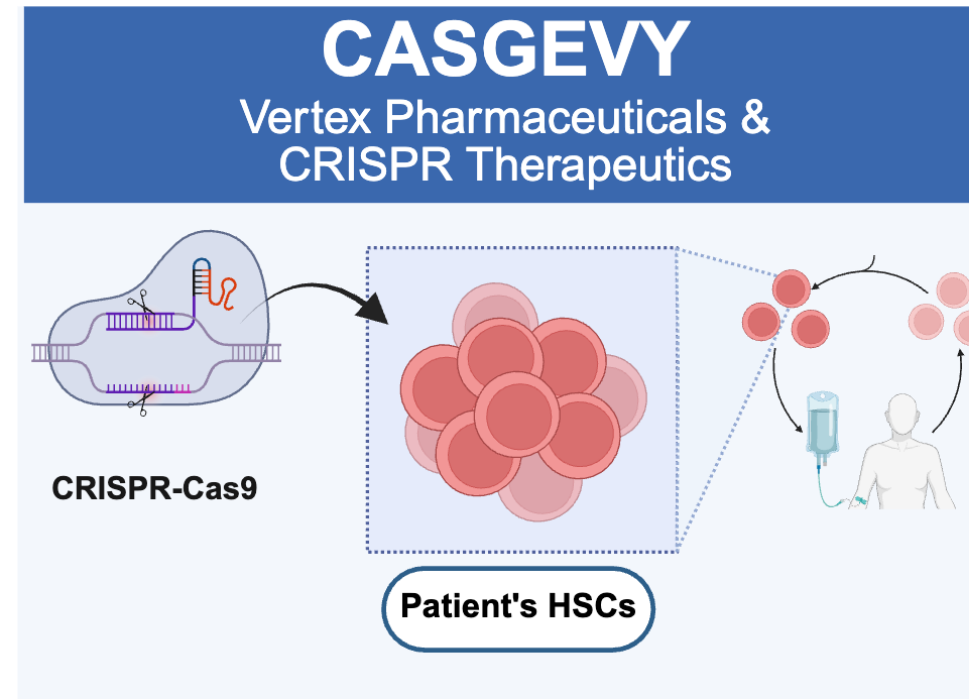 CASGEVY
Vertex Pharmaceuticals &
CRISPR Therapeutics
CRISPR-Cas9
Patient's HSCs